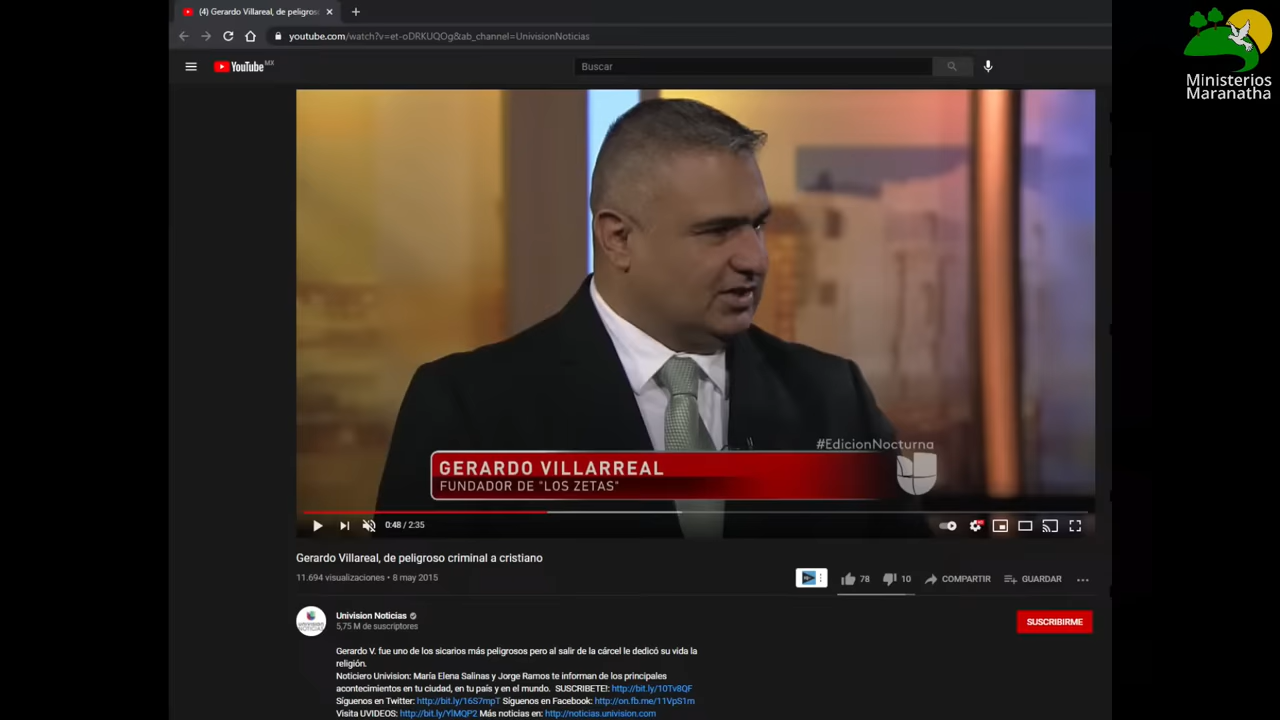 (4) Gerardo Villareal, de peligros
youtube.com/watch?v=et-oDRKUQOg&ab_channel=UnivisionNoticias
Ministerios
Maranatha
YouTube MX
Buscar
#EdicionNocturna
GERARDO VILLARREAL
FUNDADOR DE "LOS ZETAS"
0:48 / 2:35
Gerardo Villareal, de peligroso criminal a cristiano
11.694 visualizaciones • 8 may 2015
78
10
COMPARTIR
GUARDAR
UNIVISION
NOTICIAS
Univision Noticias
5,75 M de suscriptores
SUSCRIBIRME
Gerardo V. fue uno de los sicarios más peligrosos pero al salir de la cárcel le dedicó su vida la
religión.
Noticiero Univision: María Elena Salinas y Jorge Ramos te informan de los principales
acontecimientos en tu ciudad, en tu país y en el mundo. SUSCRIBETE!: http://bit.ly/10Tv8QF
Síguenos en Twitter: http://bit.ly/16S7mpT Síguenos en Facebook: http://on.fb.me/11VpS1m
Visita UVIDEOS: http://bit.ly/YlMQP2 Más noticias en: http://noticias.univision.com